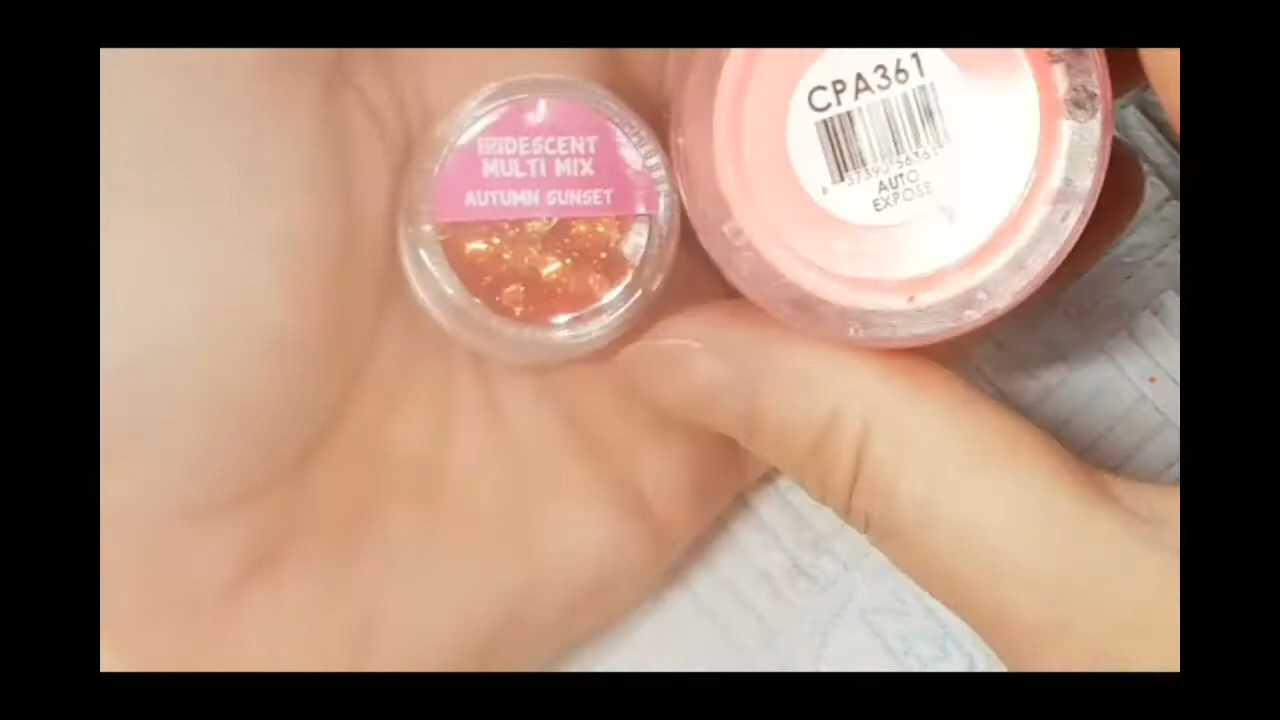 IRIDESCENT
MULTI MIX
AUTUMN SUNSET
CPA361
AUTO
EXPOSE